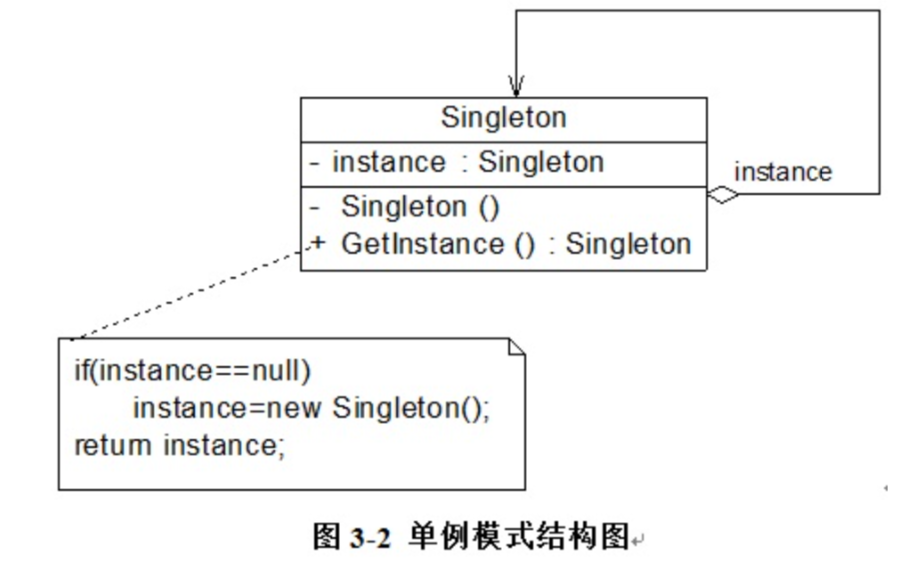 Singleton
- instance : Singleton
instance
- Singleton ()
+ GetInstance () : Singleton
if(instance==null)
instance=new Singleton();
return instance;
图 3-2 单例模式结构图